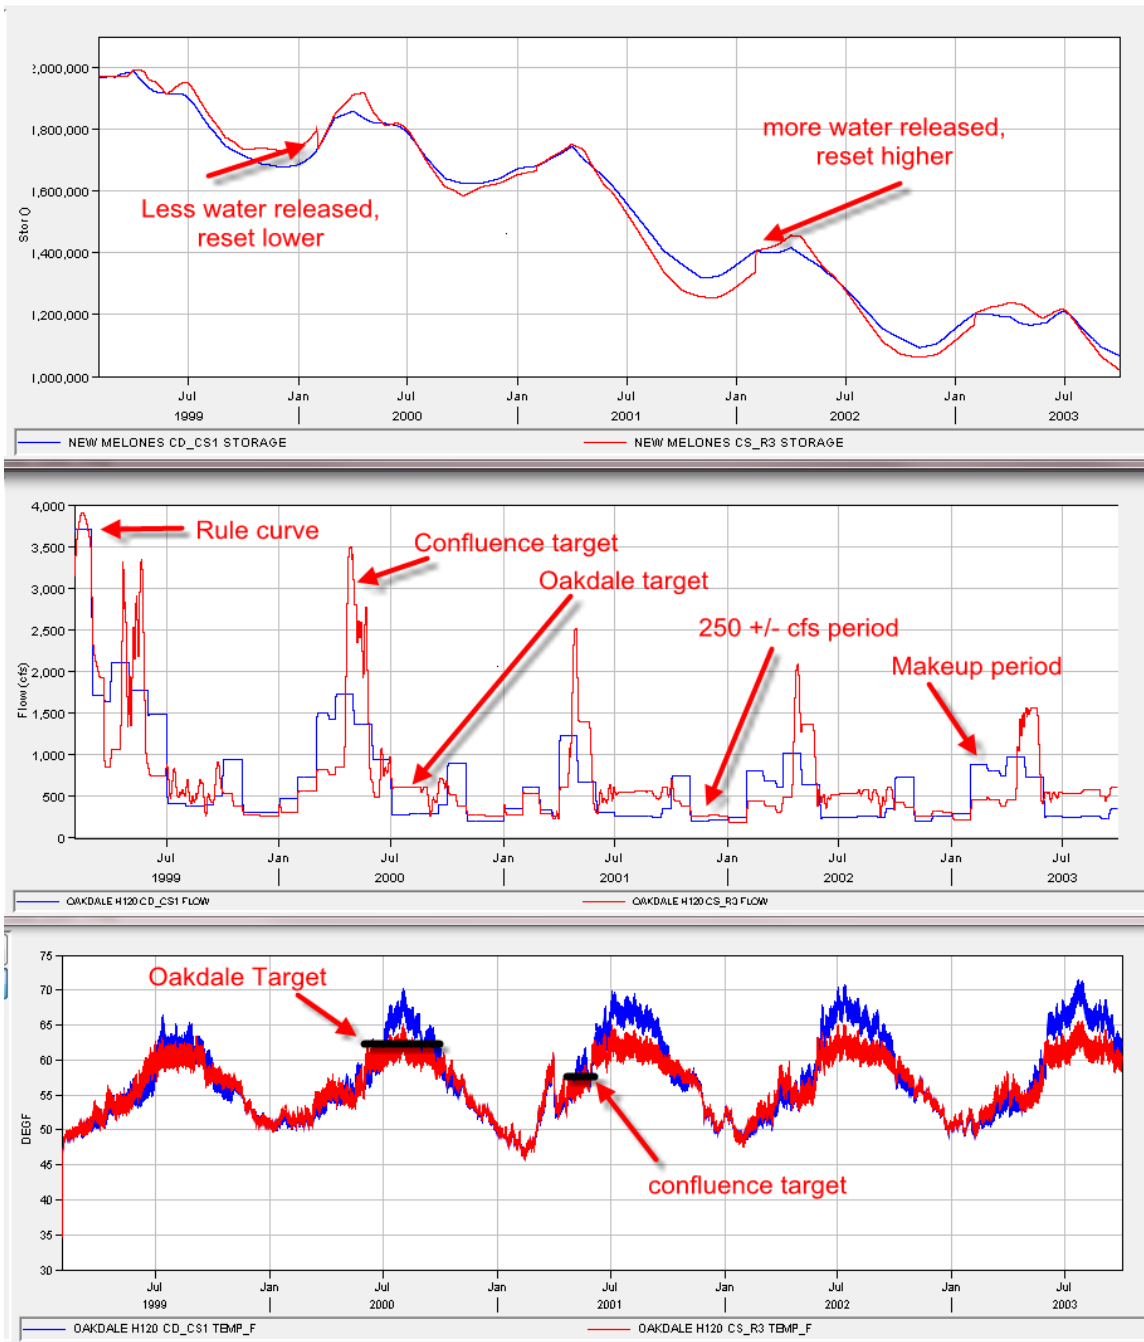 2,000,000
1,800,000
1,600,000
1,400,000
1,200,000
1,000,000
Stor ()
more water released,
reset higher
Less water released,
reset lower
Jul Jan Jul Jan Jul Jan Jul Jan Jul
1999 | 2000 | 2001 | 2002 | 2003
NEW MELONES CD_CS1 STORAGE NEW MELONES CS_R3 STORAGE
4,000
3,500
3,000
2,500
2,000
1,500
1,000
500
0
Flow (cfs)
Rule curve
Confluence target
Oakdale target
250 +/- cfs period
Makeup period
Jul Jan Jul Jan Jul Jan Jul Jan Jul
1999 | 2000 | 2001 | 2002 | 2003
OAKDALE H120 CD_CS1 FLOW OAKDALE H120 CS_R3 FLOW
75
70
65
60
55
50
45
40
35
30
DEGF
Oakdale Target
confluence target
Jul Jan Jul Jan Jul Jan Jul Jan Jul
1999 | 2000 | 2001 | 2002 | 2003
OAKDALE H120 CD_CS1 TEMP_F OAKDALE H120 CS_R3 TEMP_F